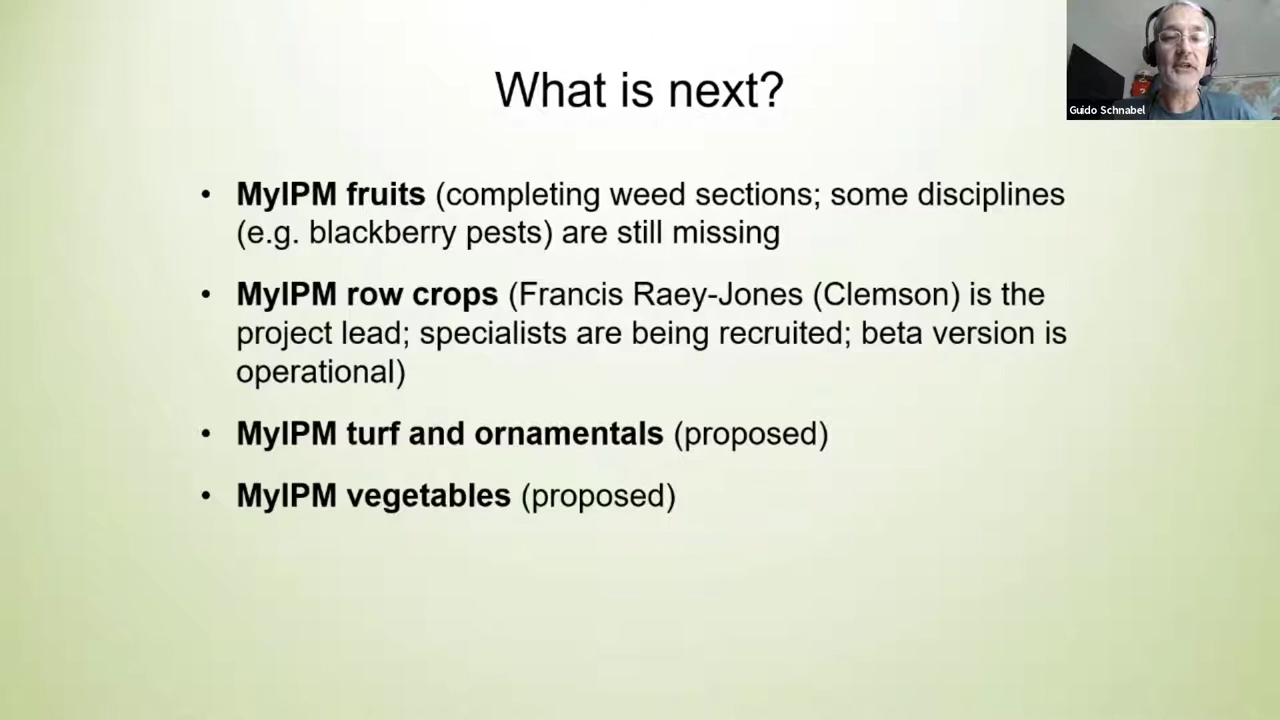 What is next?
Guido Schnabel
• MyIPM fruits (completing weed sections; some disciplines
(e.g. blackberry pests) are still missing
• MyIPM row crops (Francis Raey-Jones (Clemson) is the
project lead; specialists are being recruited; beta version is
operational)
• MyIPM turf and ornamentals (proposed)
• MyIPM vegetables (proposed)